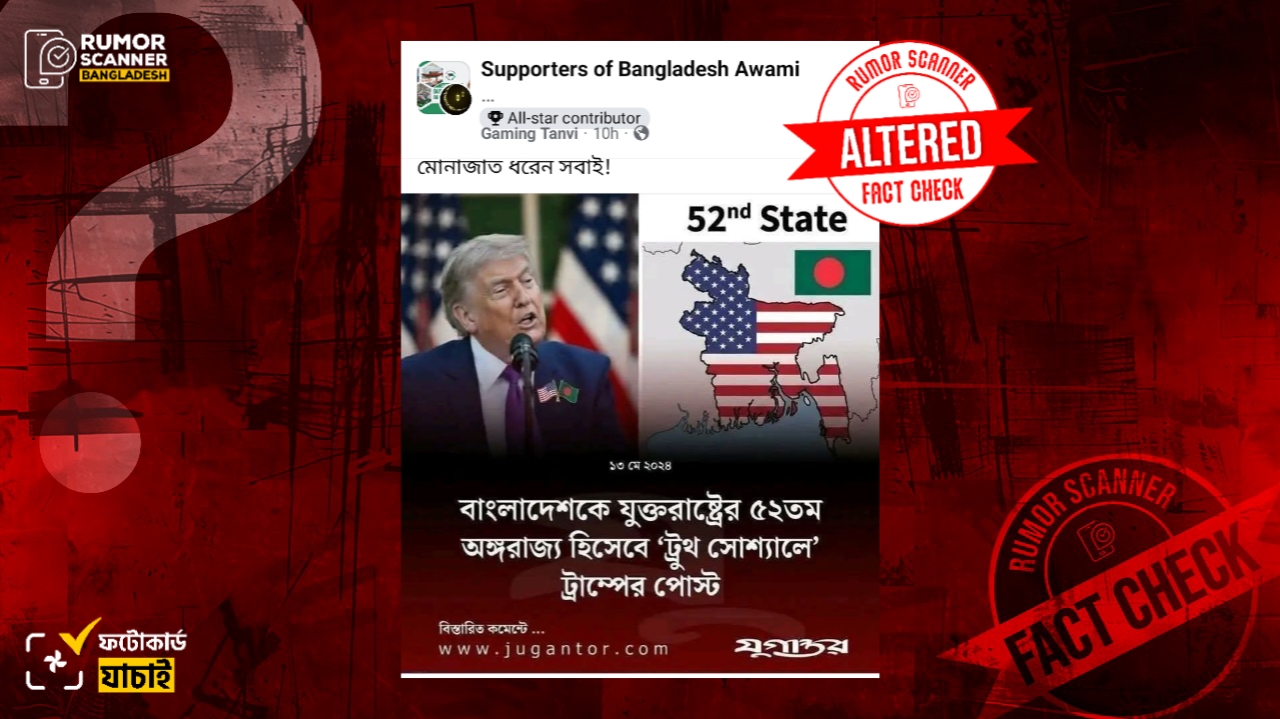 RUMOR
SCANNER
BANGLADESH
Supporters of Bangladesh Awami
...
All-star contributor
Gaming Tanvi · 10h ·
মোনাজাত ধরেন সবাই!
RUMOR SCANNER
ALTERED
FACT CHECK
52nd State
১৩ মে ২০২৪
বাংলাদেশকে যুক্তরাষ্ট্রের ৫২তম
অঙ্গরাজ্য হিসেবে ‘ট্রুথ সোশ্যালে’
ট্রাম্পের পোস্ট
বিস্তারিত কমেন্টে ...
www.jugantor.com
যুগান্তর
ফটোকার্ড
যাচাই
RUMOR SCANNER
FACT CHECK